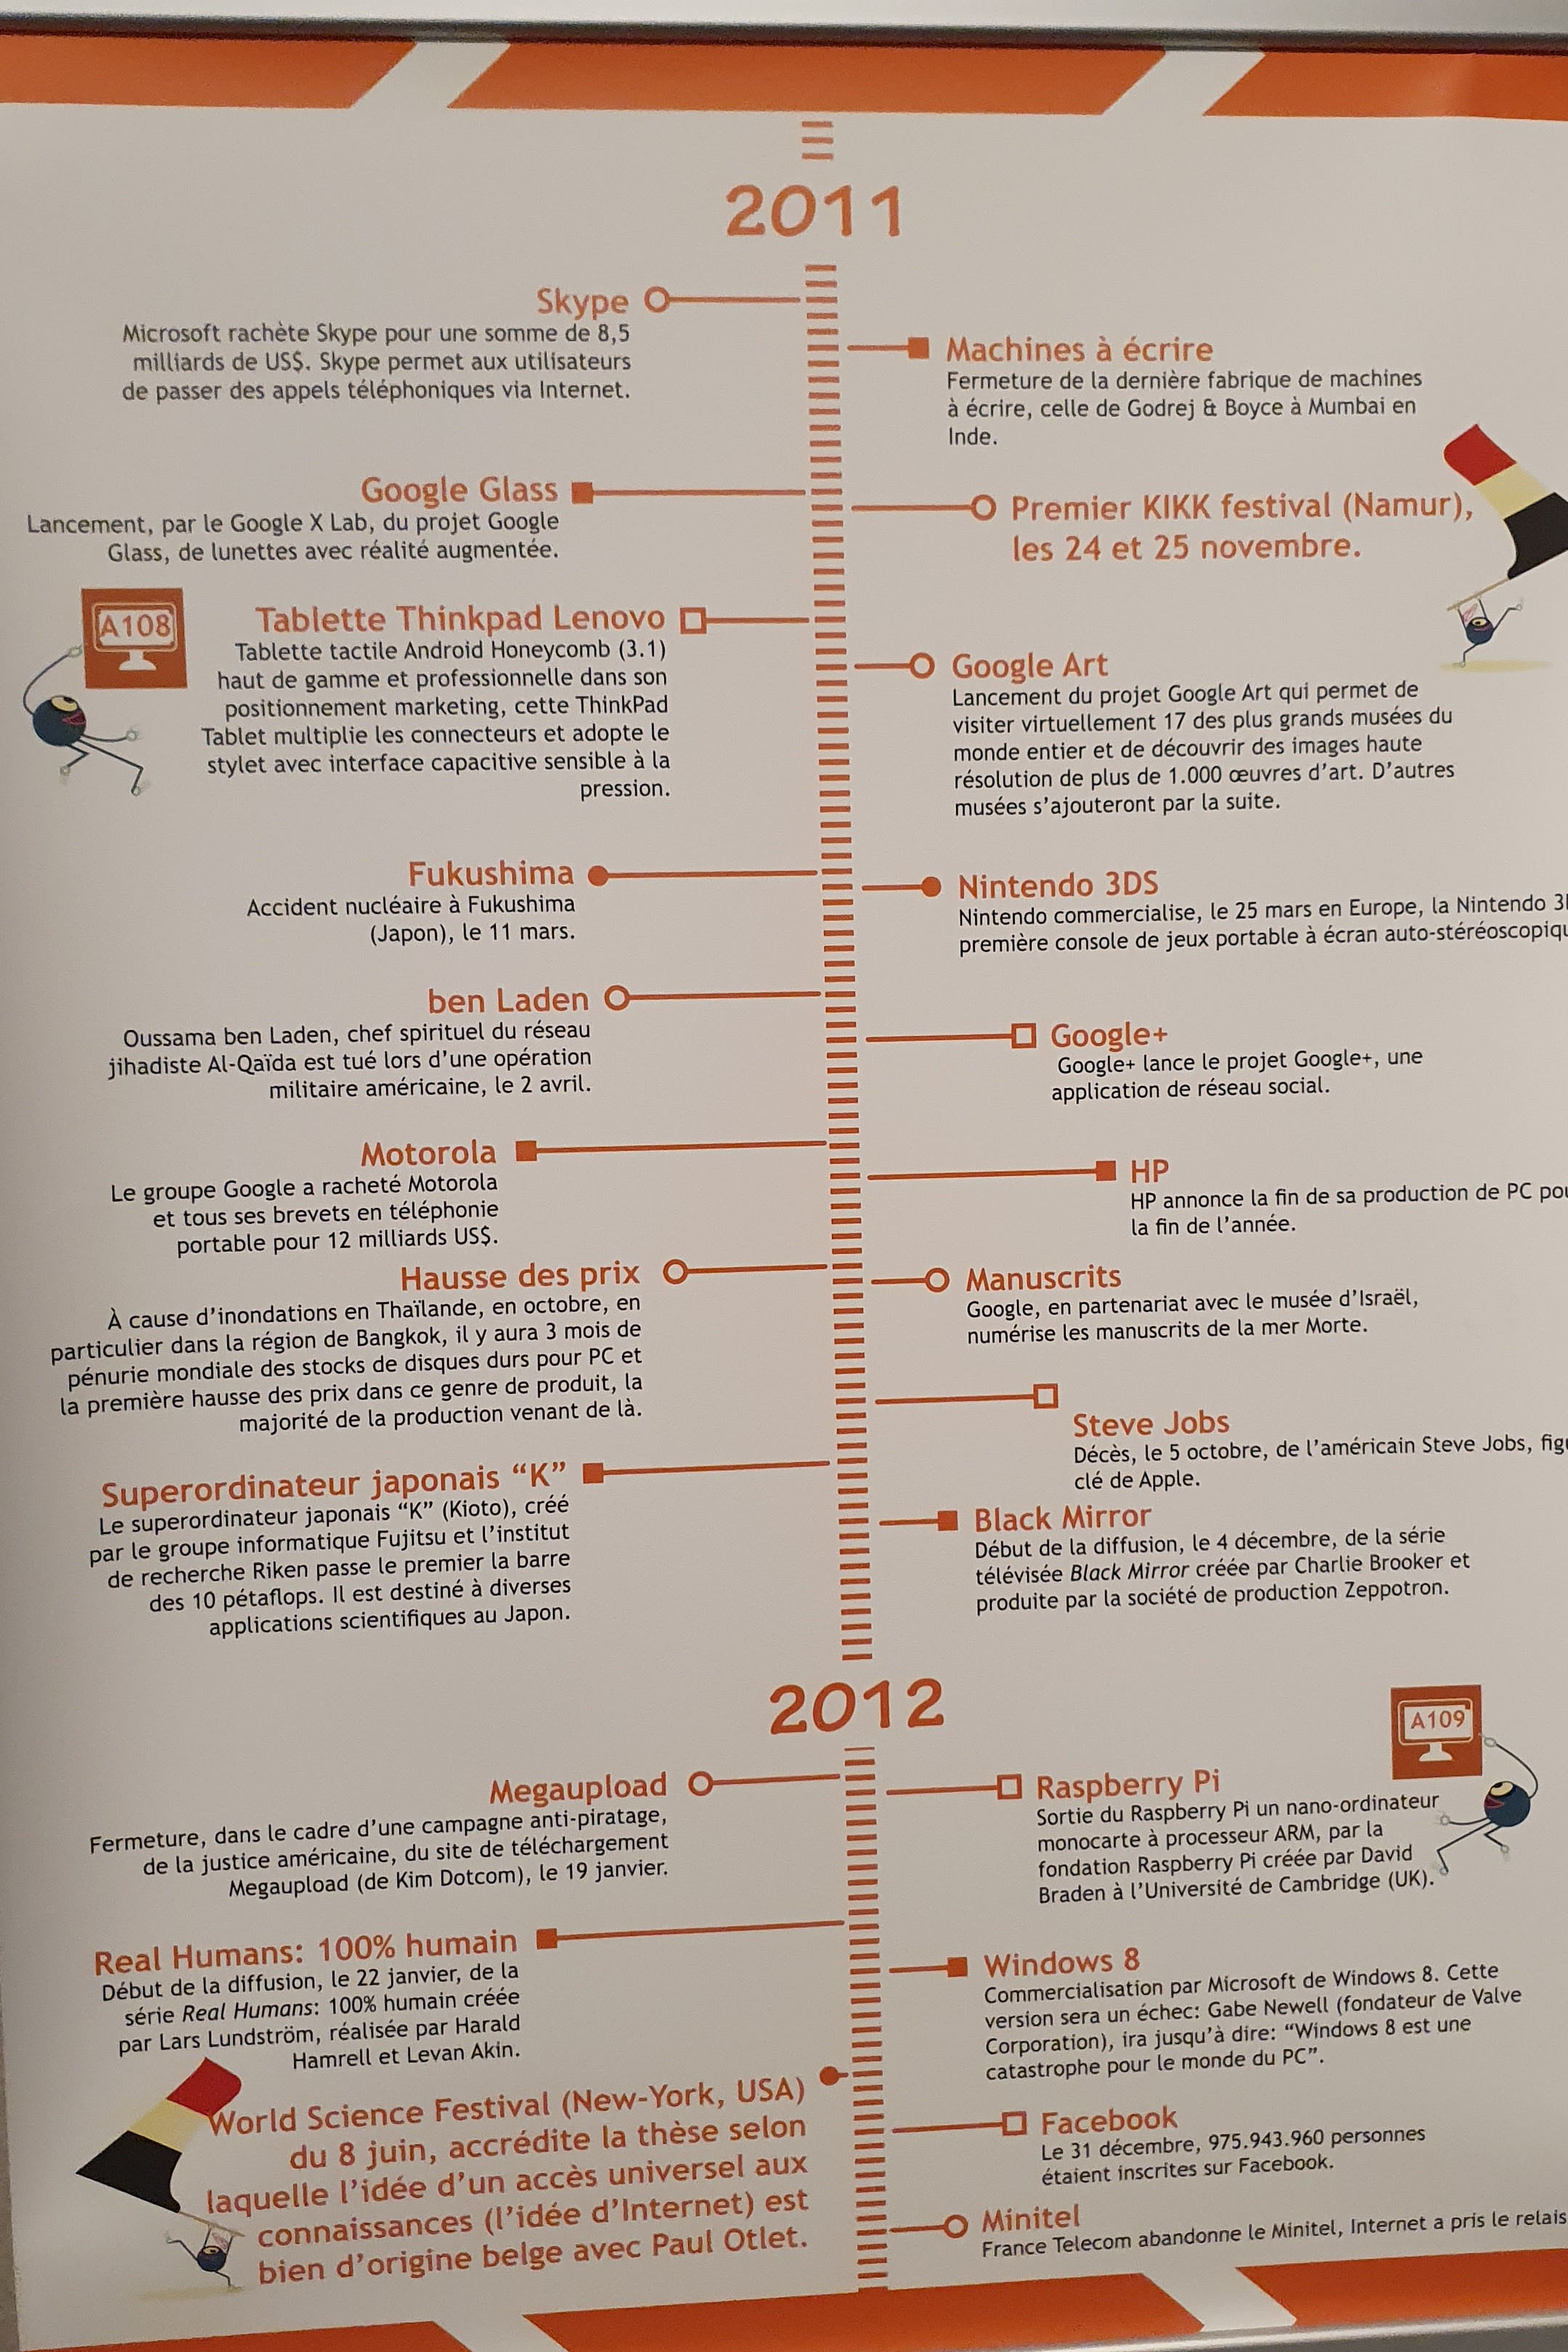 2011
Skype
Microsoft rachète Skype pour une somme de 8,5
milliards de US$. Skype permet aux utilisateurs
de passer des appels téléphoniques via Internet.
Machines à écrire
Fermeture de la dernière fabrique de machines
à écrire, celle de Godrej & Boyce à Mumbai en
Inde.
Google Glass
Lancement, par le Google X Lab, du projet Google
Glass, de lunettes avec réalité augmentée.
Premier KIKK festival (Namur),
les 24 et 25 novembre.
A108
Tablette Thinkpad Lenovo
Tablette tactile Android Honeycomb (3.1)
haut de gamme et professionnelle dans son
positionnement marketing, cette ThinkPad
Tablet multiplie les connecteurs et adopte le
stylet avec interface capacitive sensible à la
pression.
Google Art
Lancement du projet Google Art qui permet de
visiter virtuellement 17 des plus grands musées du
monde entier et de découvrir des images haute
résolution de plus de 1.000 œuvres d’art. D’autres
musées s’ajouteront par la suite.
Fukushima
Accident nucléaire à Fukushima
(Japon), le 11 mars.
Nintendo 3DS
Nintendo commercialise, le 25 mars en Europe, la Nintendo
première console de jeux portable à écran
ben Laden
Oussama ben Laden, chef spirituel du réseau
jihadiste Al-Qaïda est tué lors d’une opération
militaire américaine, le 2 avril.
Google+
Google+ lance le projet Google+, une
application de réseau social.
Motorola
Le groupe Google a racheté Motorola
et tous ses brevets en téléphonie
portable pour 12 milliards US$.
HP
HP annonce la fin de sa production de PC
la fin de l’année.
Hausse des prix
À cause d’inondations en Thaïlande, en octobre, en
particulier dans la région de Bangkok, il y aura 3 mois de
pénurie mondiale des stocks de disques durs pour PC et
la première hausse des prix dans ce genre de produit, la
majorité de la production venant de là.
Manuscrits
Google, en partenariat avec le musée d’Israël,
numérise les manuscrits de la mer Morte.
Steve Jobs
Décès, le 5 octobre, de l’américain Steve Jobs,
clé de Apple.
Superordinateur japonais “K”
Le superordinateur japonais “K” (Kioto), créé
par le groupe informatique Fujitsu et l’institut
de recherche Riken passe le premier la barre
des 10 pétaflops. Il est destiné à diverses
applications scientifiques au Japon.
Black Mirror
Début de la diffusion, le 4 décembre, de la série
télévisée Black Mirror créée par Charlie Brooker et
produite par la société de production Zeppotron.
2012
Megaupload
Fermeture, dans le cadre d’une campagne anti-piratage,
de la justice américaine, du site de téléchargement
Megaupload (de Kim Dotcom), le 19 janvier.
A109
Raspberry Pi
Sortie du Raspberry Pi un nano-ordinateur
monocarte à processeur ARM, par la
fondation Raspberry Pi créée par David
Braden à l’Université de Cambridge (UK).
Real Humans: 100% humain
Début de la diffusion, le 22 janvier, de la
série Real Humans: 100% humain créée
par Lars Lundström, réalisée par Harald
Hamrell et Levan Akin.
Windows 8
Commercialisation par Microsoft de Windows 8. Cette
version sera un échec: Gabe Newell (fondateur de Valve
Corporation), ira jusqu’à dire: “Windows 8 est une
catastrophe pour le monde du PC”.
World Science Festival (New-York, USA)
du 8 juin, accrédite la thèse selon
laquelle l’idée d’un accès universel aux
connaissances (l’idée d’Internet) est
bien d’origine belge avec Paul Otlet.
Facebook
Le 31 décembre, 975.943.960 personnes
étaient inscrites sur Facebook.
Minitel
France Telecom abandonne le Minitel, Internet a pris le relais